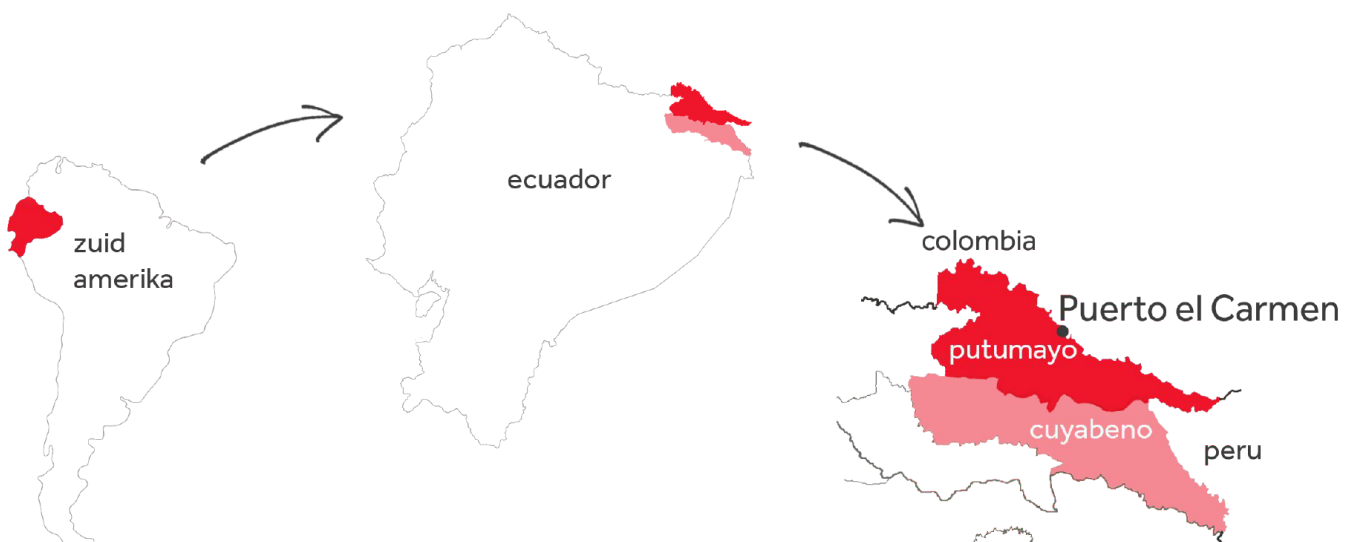 zuid
amerika
ecuador
colombia
Puerto el Carmen
putumayo
cuyabeno
peru